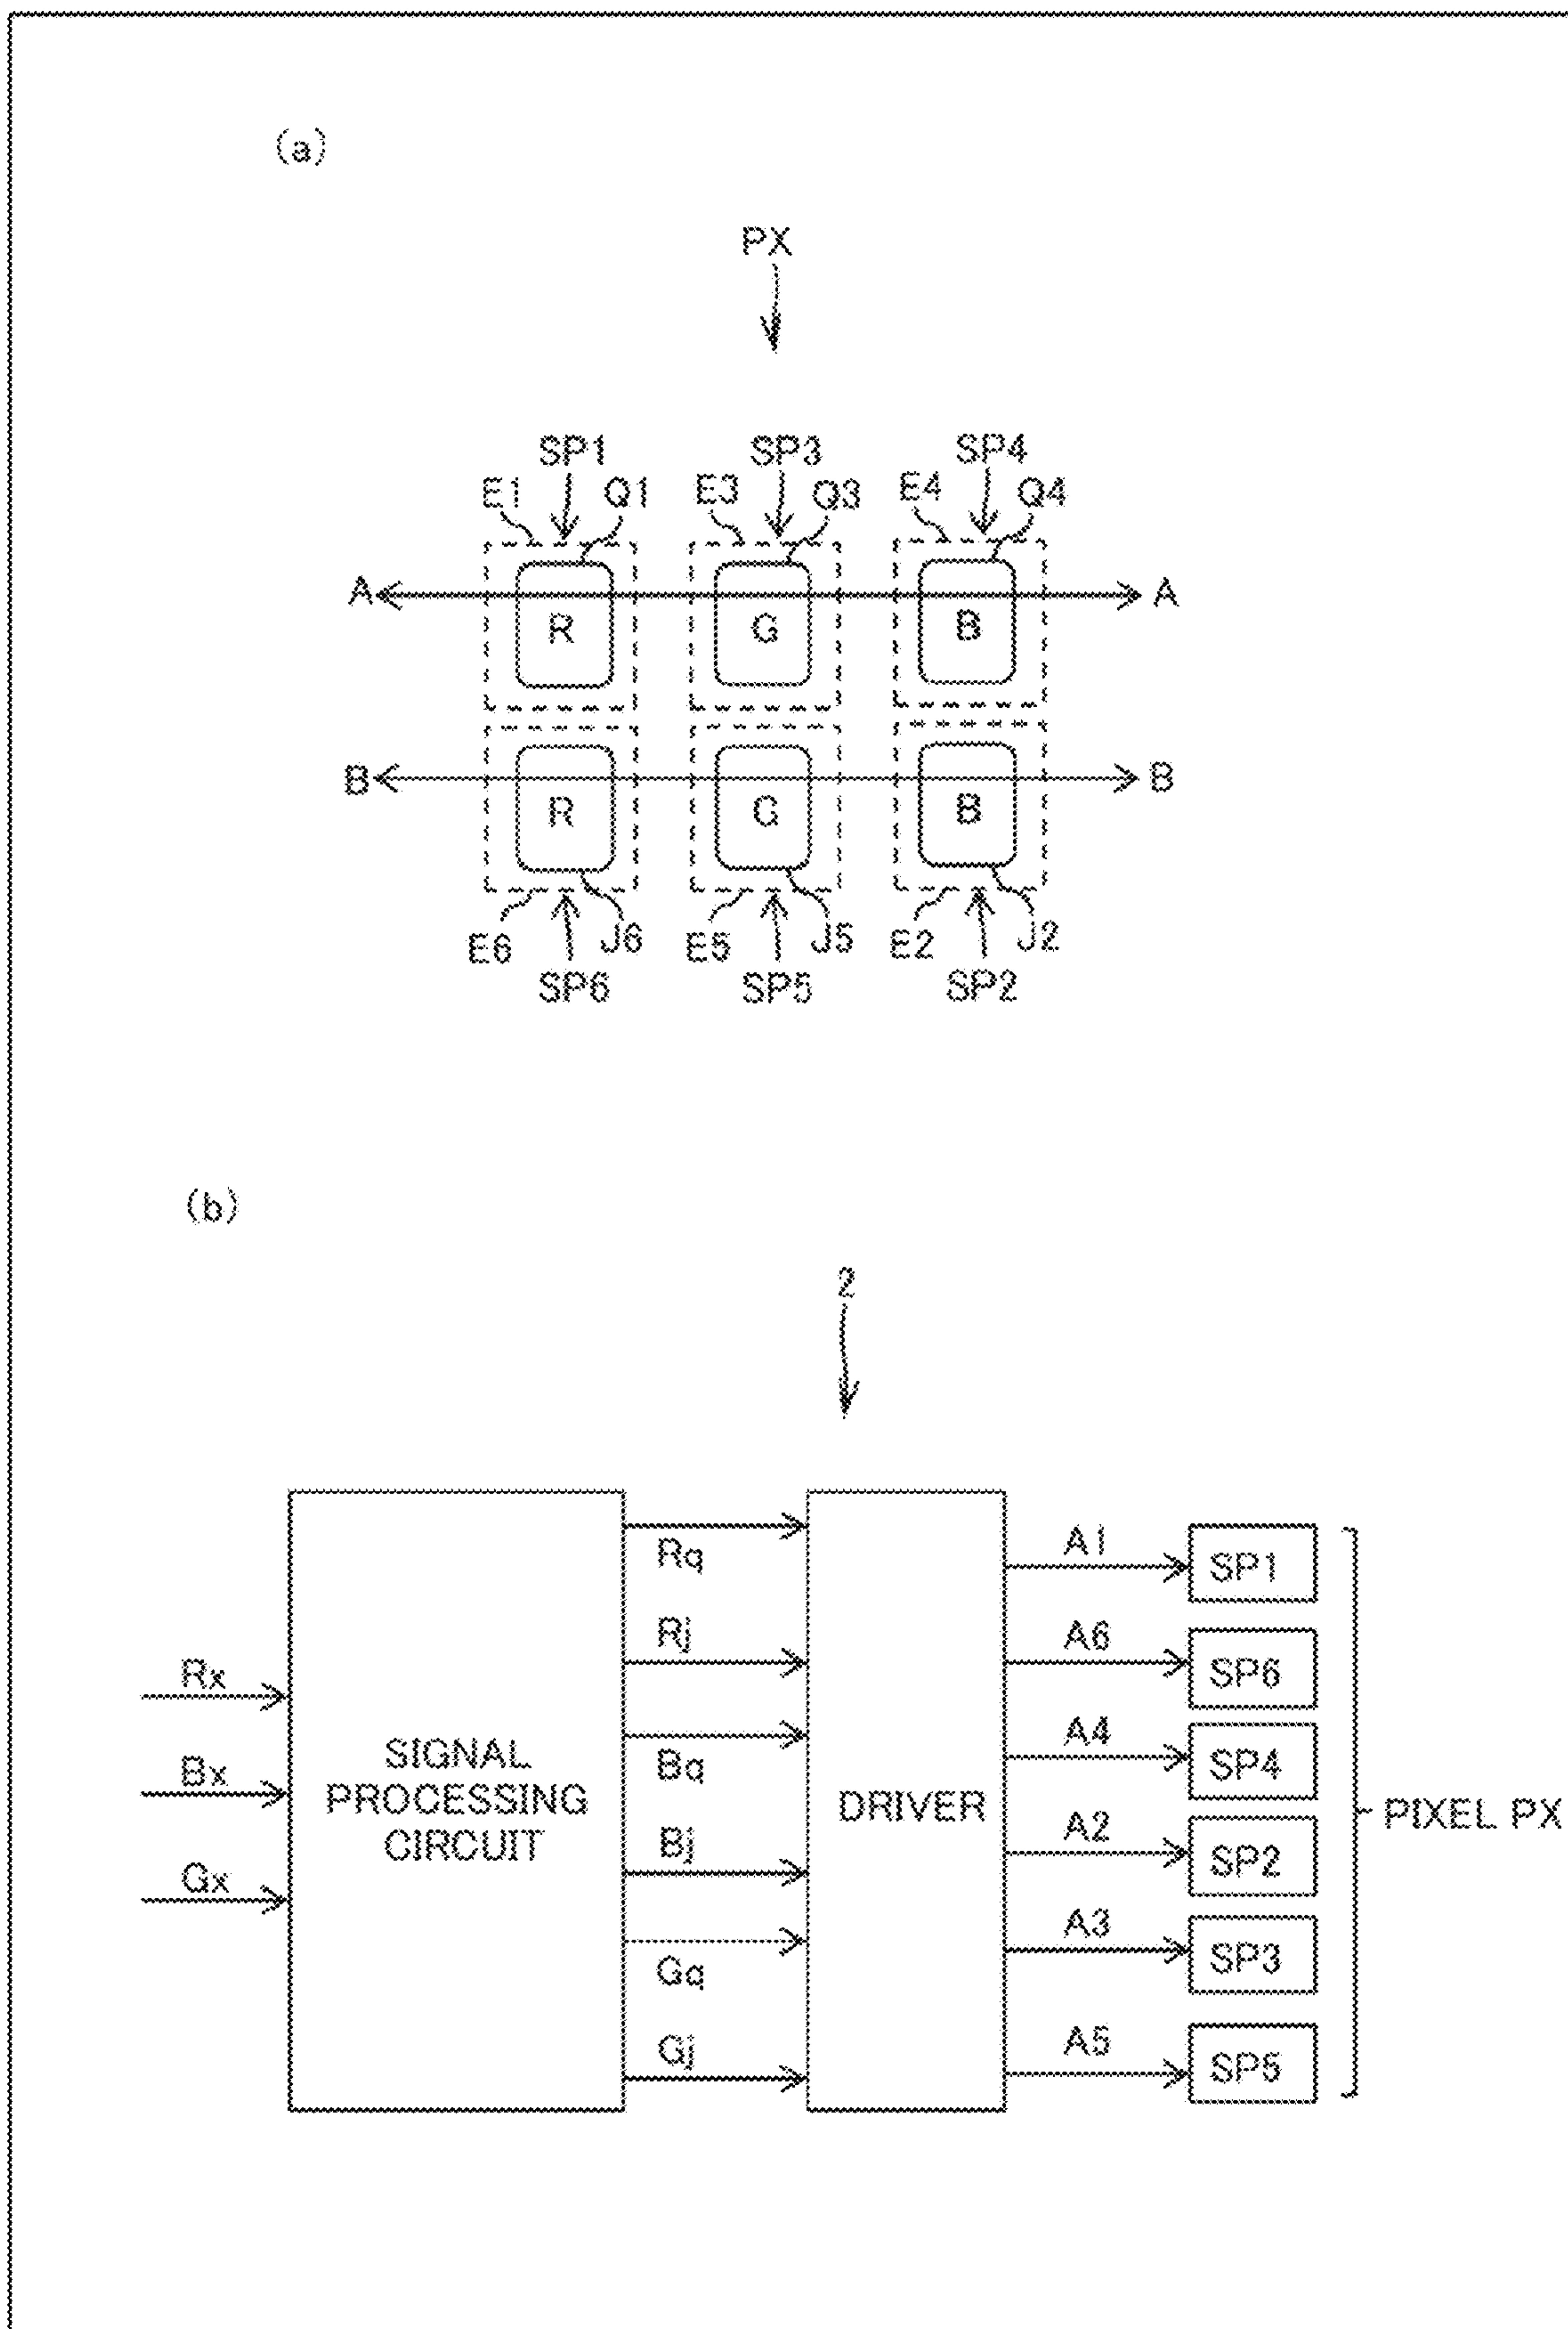 (a)
PX
SP1 SP3 SP4
E1 Q1 E3 Q3 E4 Q4
A R G B A
B R G B B
E6 J6 E5 J5 E2 J2
SP6 SP5 SP2
(b)
2
Rx
Bx
Gx
SIGNAL
PROCESSING
CIRCUIT
Rq
Rj
Bq
Bj
Gq
Gj
DRIVER
A1 SP1
A6 SP6
A4 SP4
A2 SP2
A3 SP3
A5 SP5
PIXEL PX